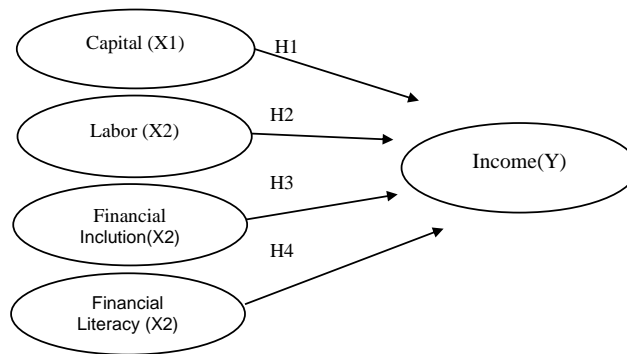 Capital (X1)
H1
Labor (X2)
H2
Income(Y)
H3
Financial
Inclution(X2)
H4
Financial
Literacy (X2)